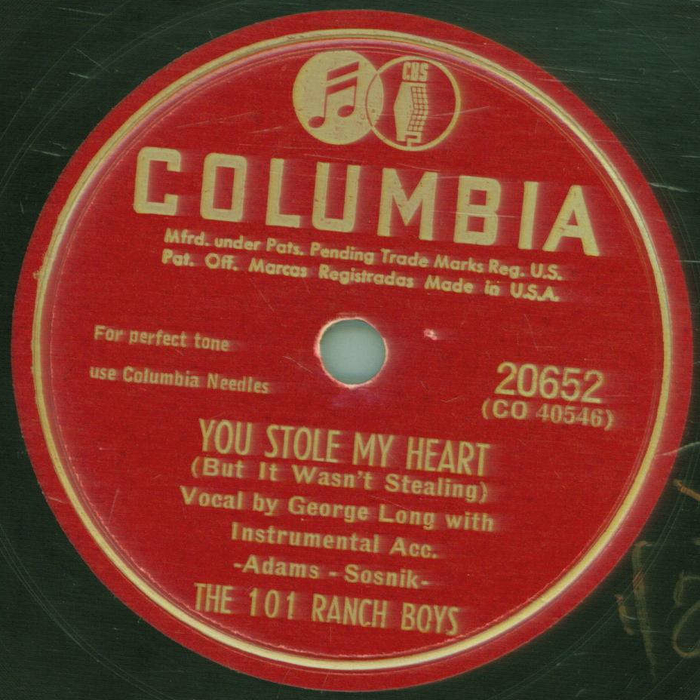 CBS
COLUMBIA
Mfrd. under Pats. Pending Trade Marks Reg. U.S.
Pat. Off. Marcas Registradas Made in U.S.A.
For perfect tone
use Columbia Needles
20652
(CO 40546)
YOU STOLE MY HEART
(But It Wasn't Stealing)
Vocal by George Long with
Instrumental Acc.
-Adams - Sosnik-
THE 101 RANCH BOYS